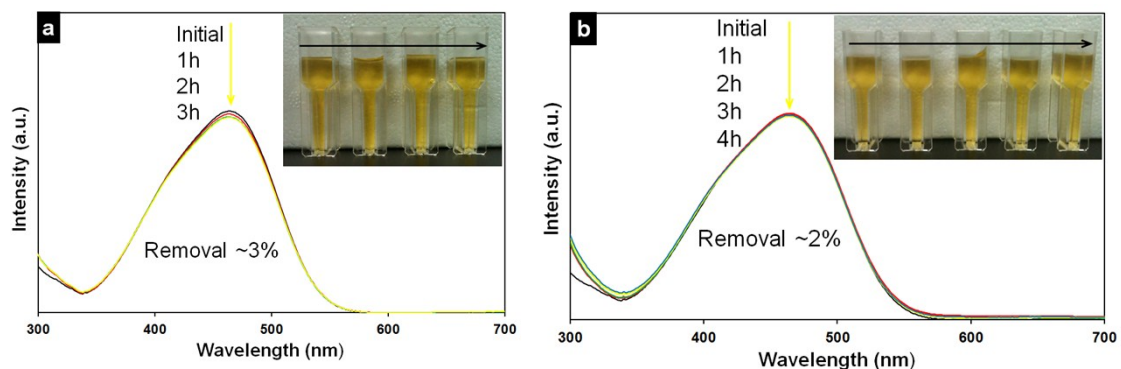 a
Initial
1h
2h
3h
Removal ~3%
Intensity (a.u.)
300
400
500
600
700
Wavelength (nm)
b
Initial
1h
2h
3h
4h
Removal ~2%
Intensity (a.u.)
300
400
500
600
700
Wavelength (nm)